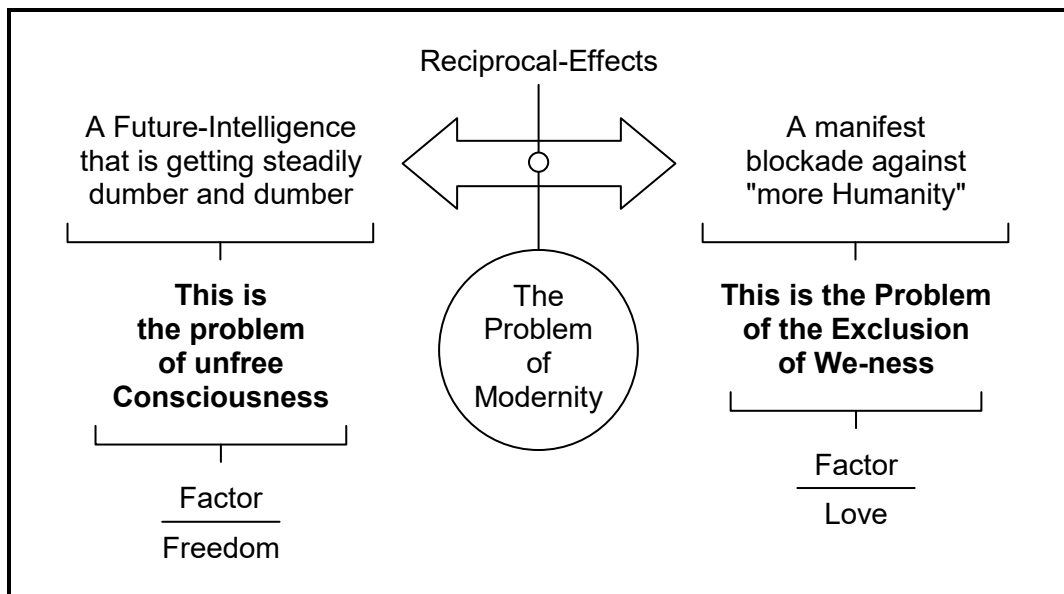 Reciprocal-Effects
A Future-Intelligence
that is getting steadily
dumber and dumber
This is
the problem
of unfree
Consciousness
Factor
Freedom
The
Problem
of
Modernity
A manifest
blockade against
"more Humanity"
This is the Problem
of the Exclusion
of We-ness
Factor
Love